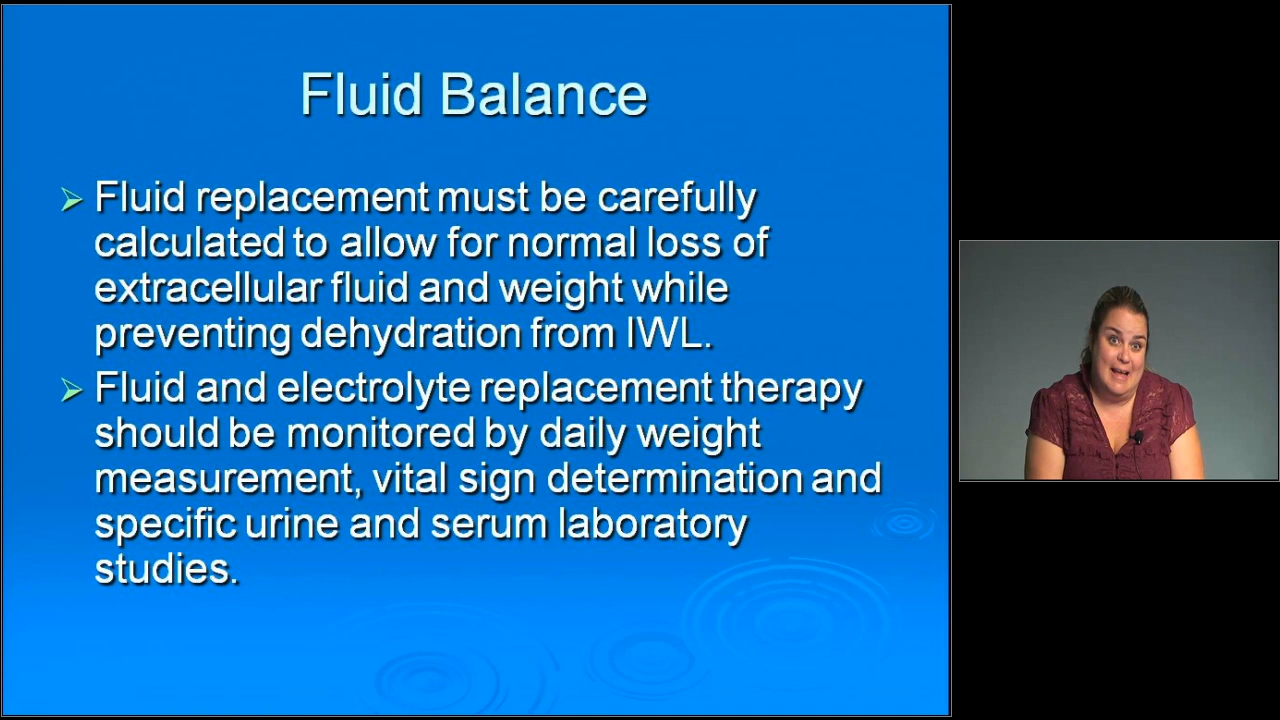 Fluid Balance
Fluid replacement must be carefully
calculated to allow for normal loss of
extracellular fluid and weight while
preventing dehydration from IWL.
Fluid and electrolyte replacement therapy
should be monitored by daily weight
measurement, vital sign determination and
specific urine and serum laboratory
studies.